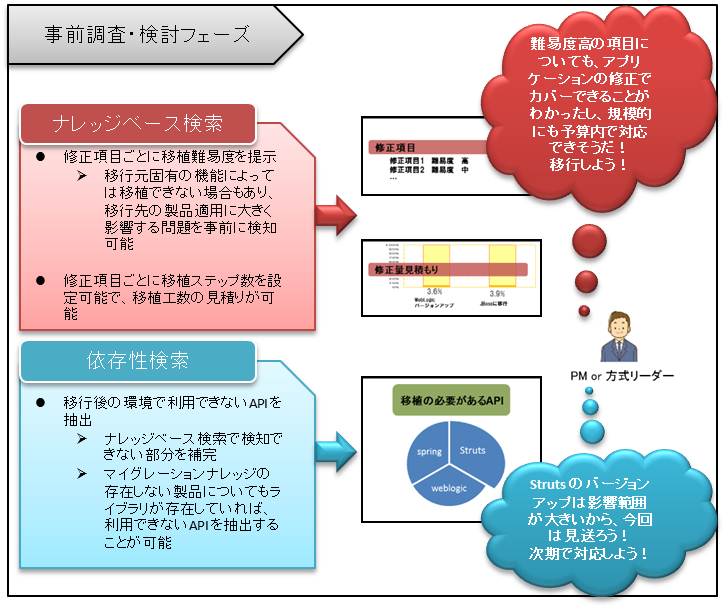 事前調査・検討フェーズ
ナレッジベース検索
● 修正項目ごとに移植難易度を提示
➢ 移行元固有の機能によって
は移植できない場合もあり、
移行先の製品適用に大きく
影響する問題を事前に検知
可能
● 修正項目ごとに移植ステップ数を設
定可能で、移植工数の見積りが可
能
修正項目
修正項目1 難易度 高
修正項目2 難易度 中
…
修正量見積もり
3.6%
3.9%
WebLogic
バージョンアップ
JBossに移行
難易度高の項目に
ついても、アプリ
ケーションの修正で
カバーできることが
わかったし、規模的
にも予算内で対応
できそうだ！
移行しよう！
PM or 方式リーダー
依存性検索
● 移行後の環境で利用できないAPIを
抽出
➢ ナレッジベース検索で検知で
きない部分を補完
➢ マイグレーションナレッジの
存在しない製品についてもラ
イブラリが存在していれば、
利用できないAPIを抽出する
ことが可能
移植の必要があるAPI
spring
Struts
weblogic
Strutsのバージョン
アップは影響範囲
が大きいから、今回
は見送ろう！
次期で対応しよう！